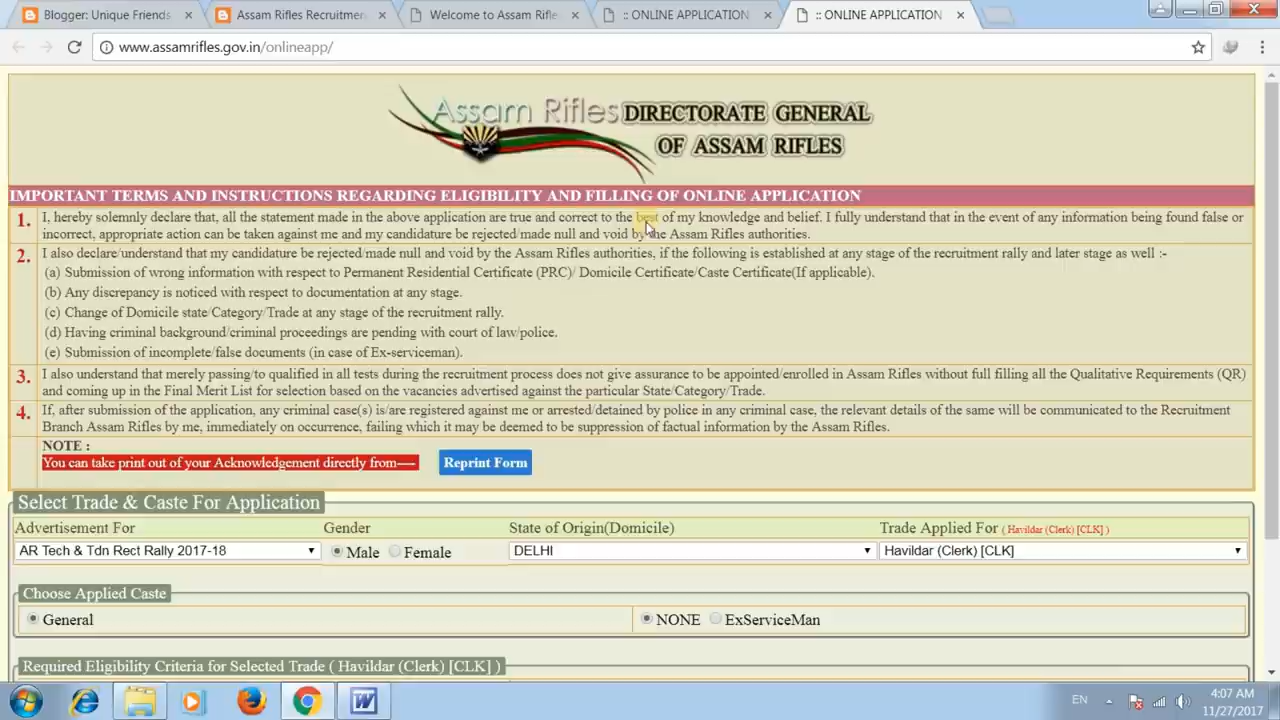 Blogger: Unique Friends
Assam Rifles Recruitmen
Welcome to Assam Rifle
:: ONLINE APPLICATION
:: ONLINE APPLICATION
www.assamrifles.gov.in/onlineapp/
Assam Rifles DIRECTORATE GENERAL
OF ASSAM RIFLES
IMPORTANT TERMS AND INSTRUCTIONS REGARDING ELIGIBILITY AND FILLING OF ONLINE APPLICATION
1. I, hereby solemnly declare that, all the statement made in the above application are true and correct to the best of my knowledge and belief. I fully understand that in the event of any information being found false or
incorrect, appropriate action can be taken against me and my candidature be rejected/made null and void by the Assam Rifles authorities.
2. I also declare/understand that my candidature be rejected/made null and void by the Assam Rifles authorities, if the following is established at any stage of the recruitment rally and later stage as well :-
(a) Submission of wrong information with respect to Permanent Residential Certificate (PRC)/ Domicile Certificate/Caste Certificate(If applicable).
(b) Any discrepancy is noticed with respect to documentation at any stage.
(c) Change of Domicile state/Category/Trade at any stage of the recruitment rally.
(d) Having criminal background/criminal proceedings are pending with court of law/police.
(e) Submission of incomplete/false documents (in case of Ex-serviceman).
3. I also understand that merely passing/to qualified in all tests during the recruitment process does not give assurance to be appointed/enrolled in Assam Rifles without full filling all the Qualitative Requirements (QR)
and coming up in the Final Merit List for selection based on the vacancies advertised against the particular State/Category/Trade.
4. If, after submission of the application, any criminal case(s) is/are registered against me or arrested/detained by police in any criminal case, the relevant details of the same will be communicated to the Recruitment
Branch Assam Rifles by me, immediately on occurrence, failing which it may be deemed to be suppression of factual information by the Assam Rifles.
NOTE :
You can take print out of your Acknowledgement directly from---- Reprint Form
Select Trade & Caste For Application
Advertisement For Gender State of Origin(Domicile) Trade Applied For ( Havildar (Clerk) [CLK] )
AR Tech & Tdn Rect Rally 2017-18 Male Female DELHI Havildar (Clerk) [CLK]
Choose Applied Caste
General NONE ExServiceMan
Required Eligibility Criteria for Selected Trade ( Havildar (Clerk) [CLK] )
EN 4:07 AM
11/27/2017